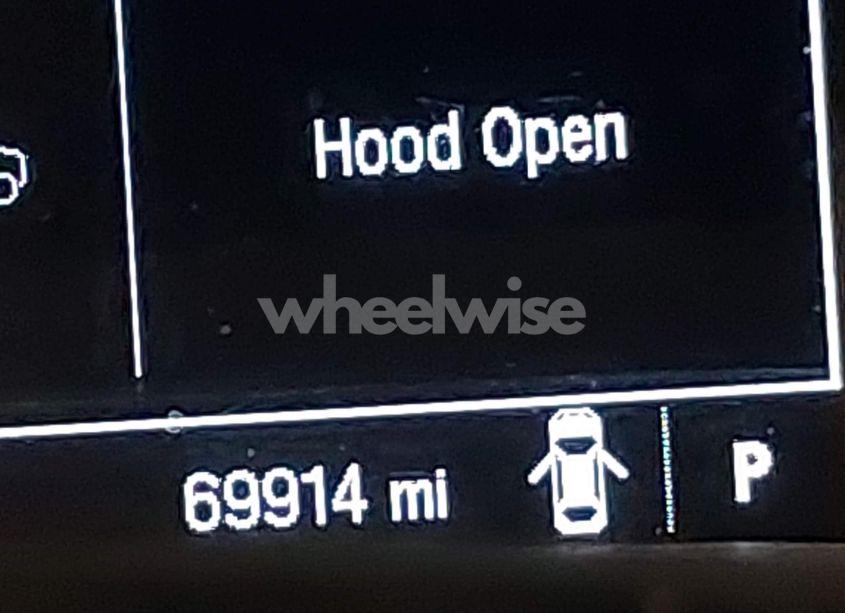 Hood Open
wheelwise
69914 mi
P